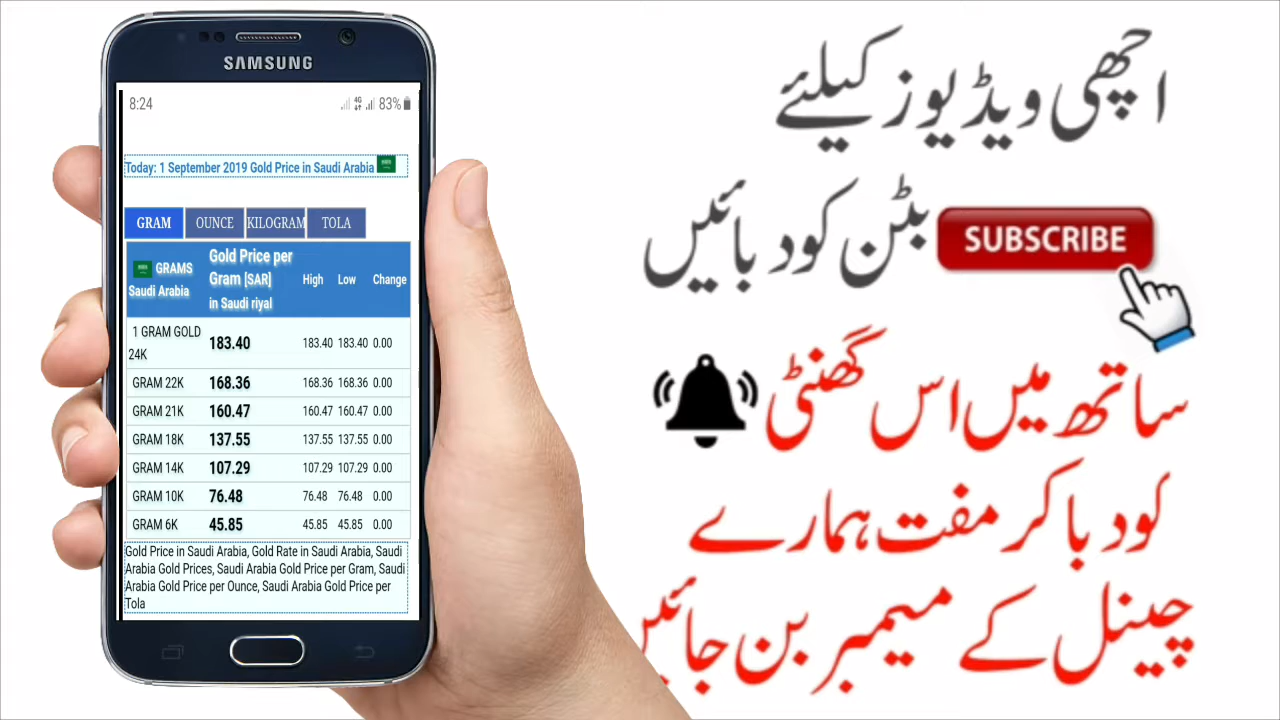 SAMSUNG
8:24 4G 83%
Today: 1 September 2019 Gold Price in Saudi Arabia
GRAM OUNCE KILOGRAM TOLA
GRAMS Saudi Arabia Gold Price per Gram [SAR] in Saudi riyal High Low Change
1 GRAM GOLD 24K 183.40 183.40 183.40 0.00
GRAM 22K 168.36 168.36 168.36 0.00
GRAM 21K 160.47 160.47 160.47 0.00
GRAM 18K 137.55 137.55 137.55 0.00
GRAM 14K 107.29 107.29 107.29 0.00
GRAM 10K 76.48 76.48 76.48 0.00
GRAM 6K 45.85 45.85 45.85 0.00
Gold Price in Saudi Arabia, Gold Rate in Saudi Arabia, Saudi
Arabia Gold Prices, Saudi Arabia Gold Price per Gram, Saudi
Arabia Gold Price per Ounce, Saudi Arabia Gold Price per
Tola
اچھی ویڈیوز کیلئے
SUBSCRIBE بٹن کو دبائیں
ساتھ میں اس گھنٹی
کو دبا کر مفت ہمارے
چینل کے میمبر بن جائیں